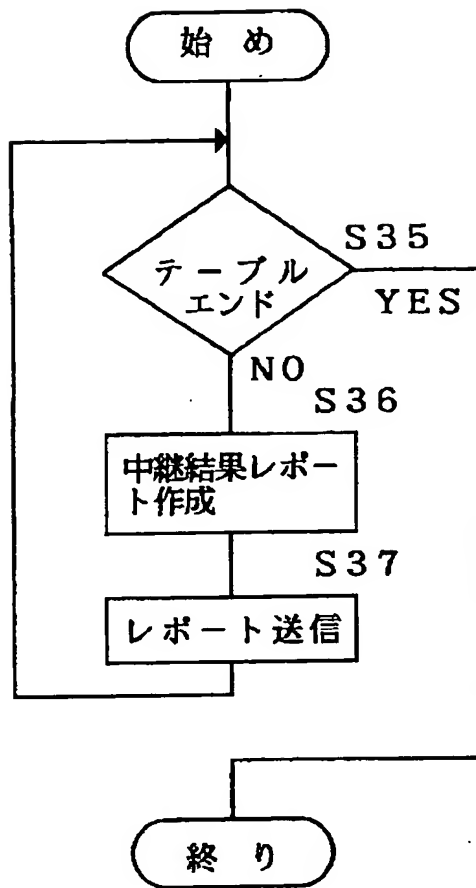 始 め
S35
テーブル
エンド
YES
NO
S36
中継結果レポー
ト作成
S37
レポート送信
終 り